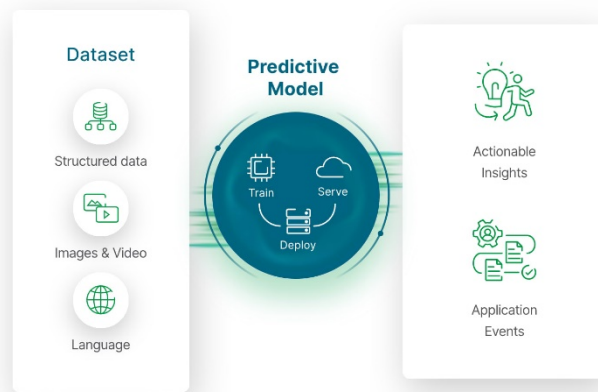 Dataset
Structured data
Images & Video
Language
Predictive
Model
Train
Serve
Deploy
Actionable
Insights
Application
Events